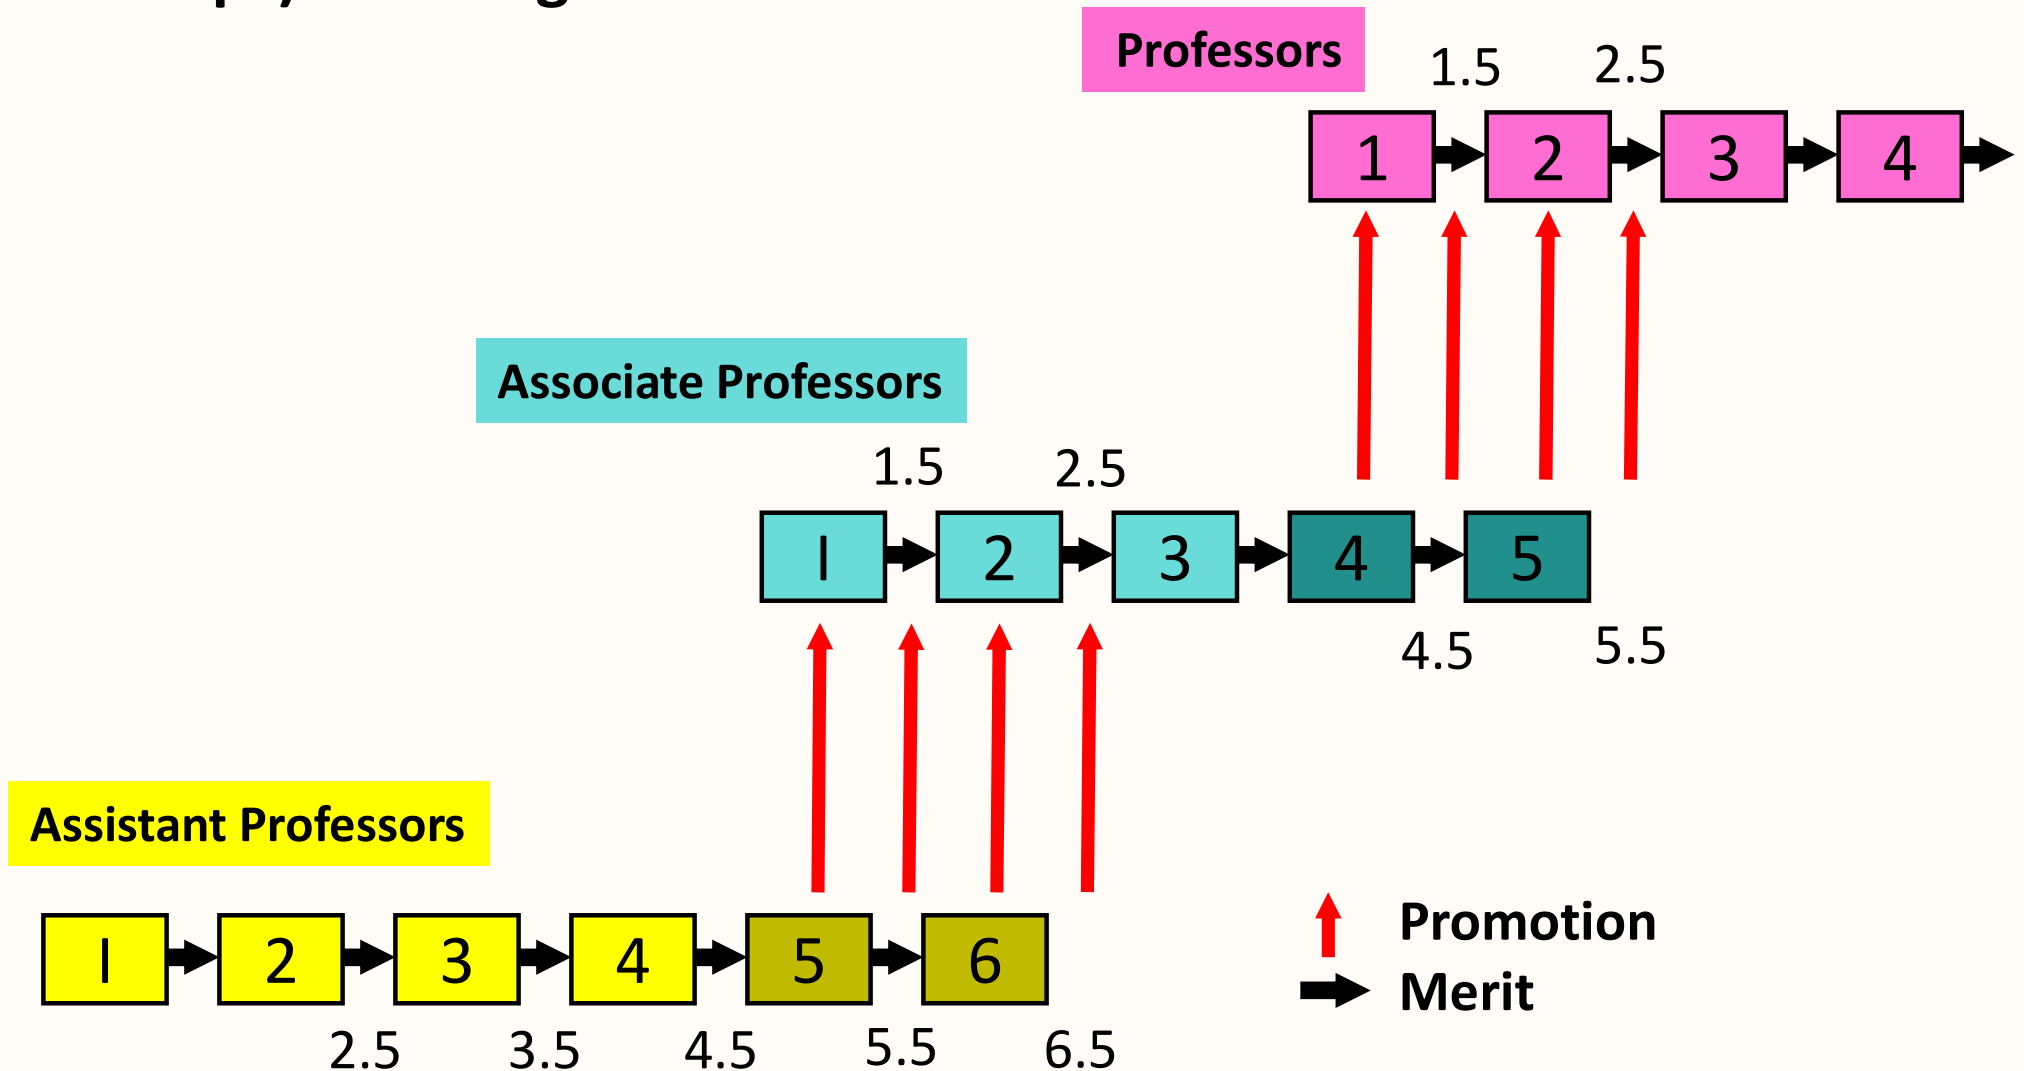 Professors
1.5 2.5
1 2 3 4
Associate Professors
1.5 2.5
I 2 3 4 5
4.5 5.5
Assistant Professors
I 2 3 4 5 6
2.5 3.5 4.5 5.5 6.5
Promotion
Merit